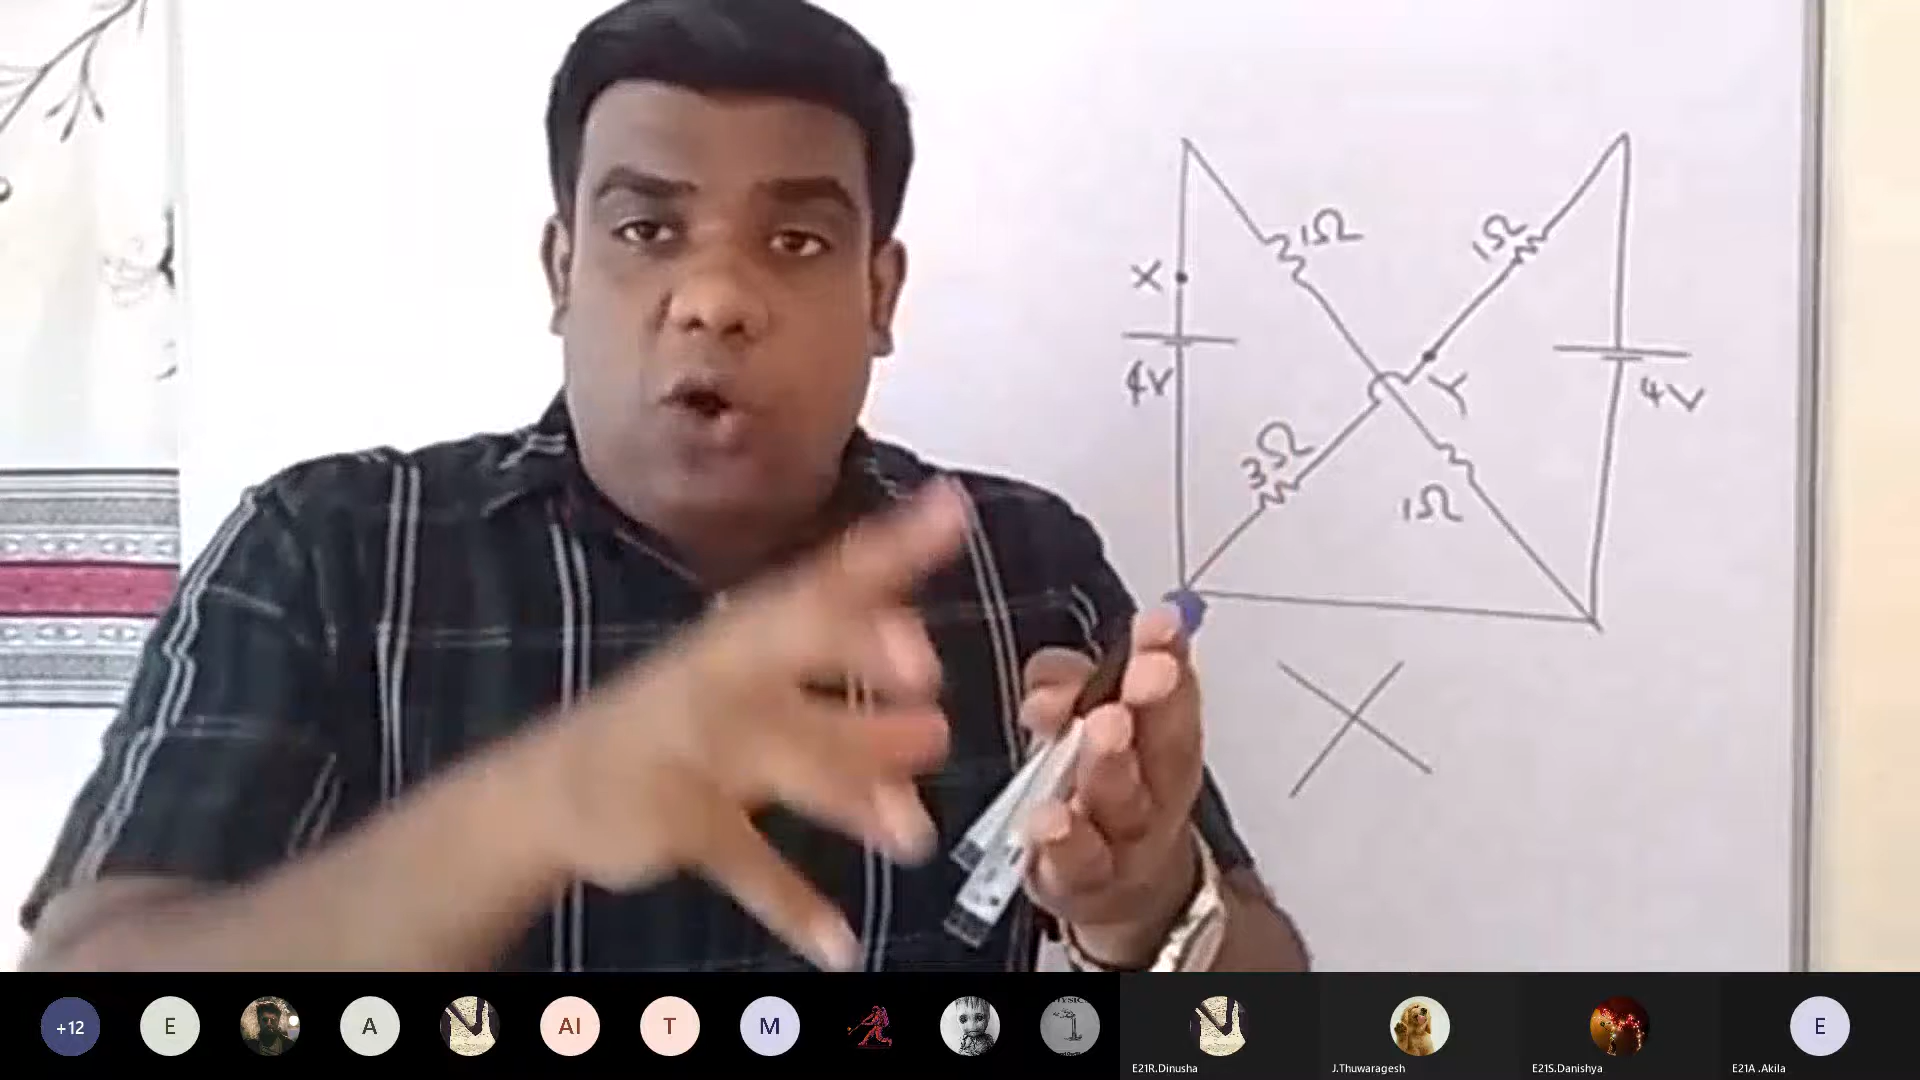 1Ω
1Ω
X
4V
Y
4V
3Ω
1Ω
+12
E
A
AI
T
M
E
E21R.Dinusha
J.Thuwaragesh
E21S.Danishya
E21A .Akila